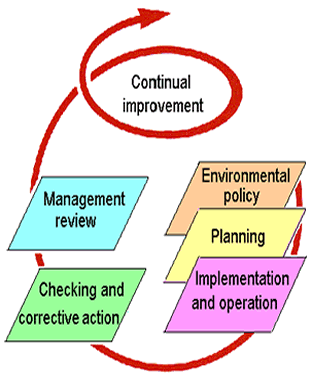 Continual
improvement
Environmental
policy
Planning
Implementation
and operation
Checking and
corrective action
Management
review